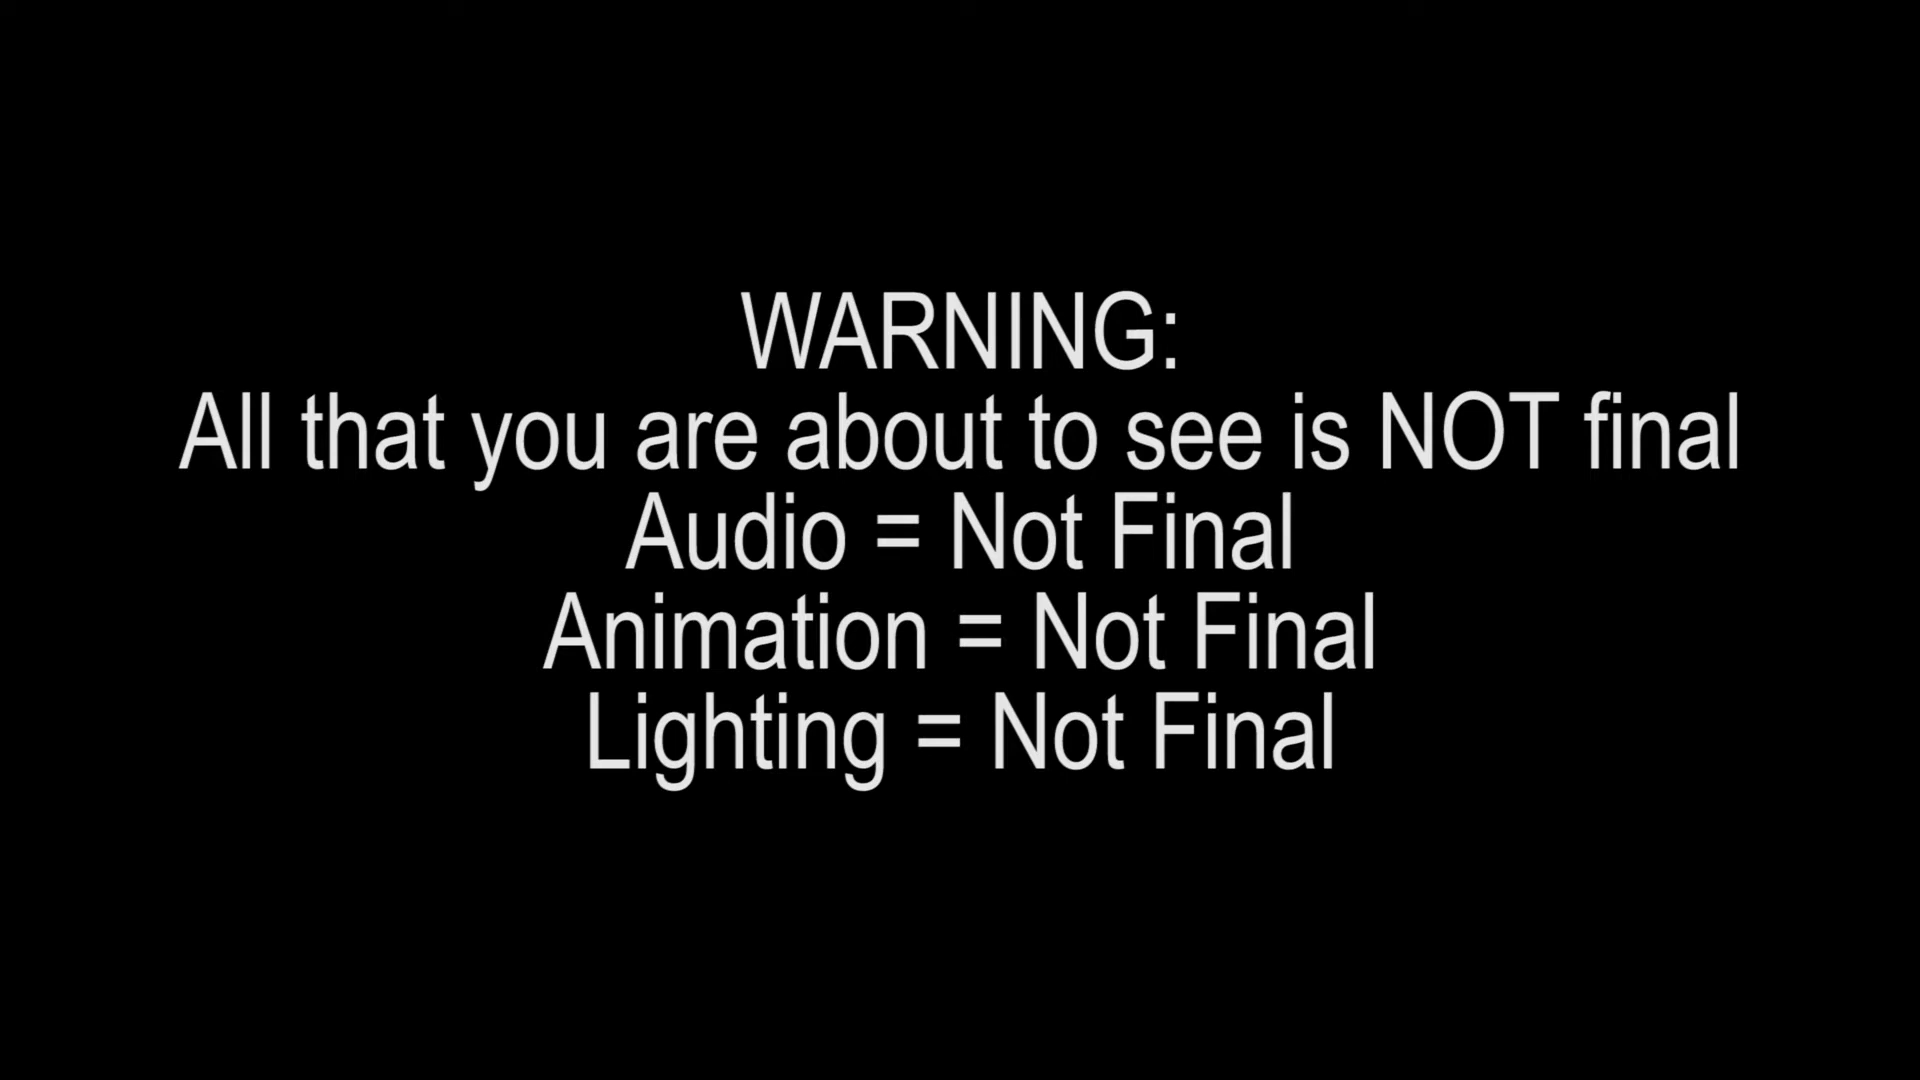 WARNING:
All that you are about to see is NOT final
Audio = Not Final
Animation = Not Final
Lighting = Not Final